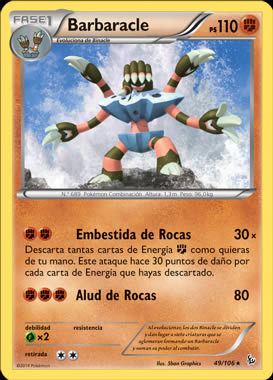 FASE 1
Barbaracle
PS110
Evoluciona de Binacle
N.º 689 Pokémon Combinación Altura: 1,3m Peso: 96,0kg
Embestida de Rocas 30×
Descarta tantas cartas de Energía como quieras
de tu mano. Este ataque hace 30 puntos de daño por
cada carta de Energía que hayas descartado.
Alud de Rocas 80
debilidad resistencia
×2
retirada
Al evolucionar, los dos Binacle se dividen
y dan lugar a siete criaturas que se
aglomeran formando un Barbaracle
y suman su poder al combatir.
©2014 Pokémon
Ilus. 5ban Graphics
49/106